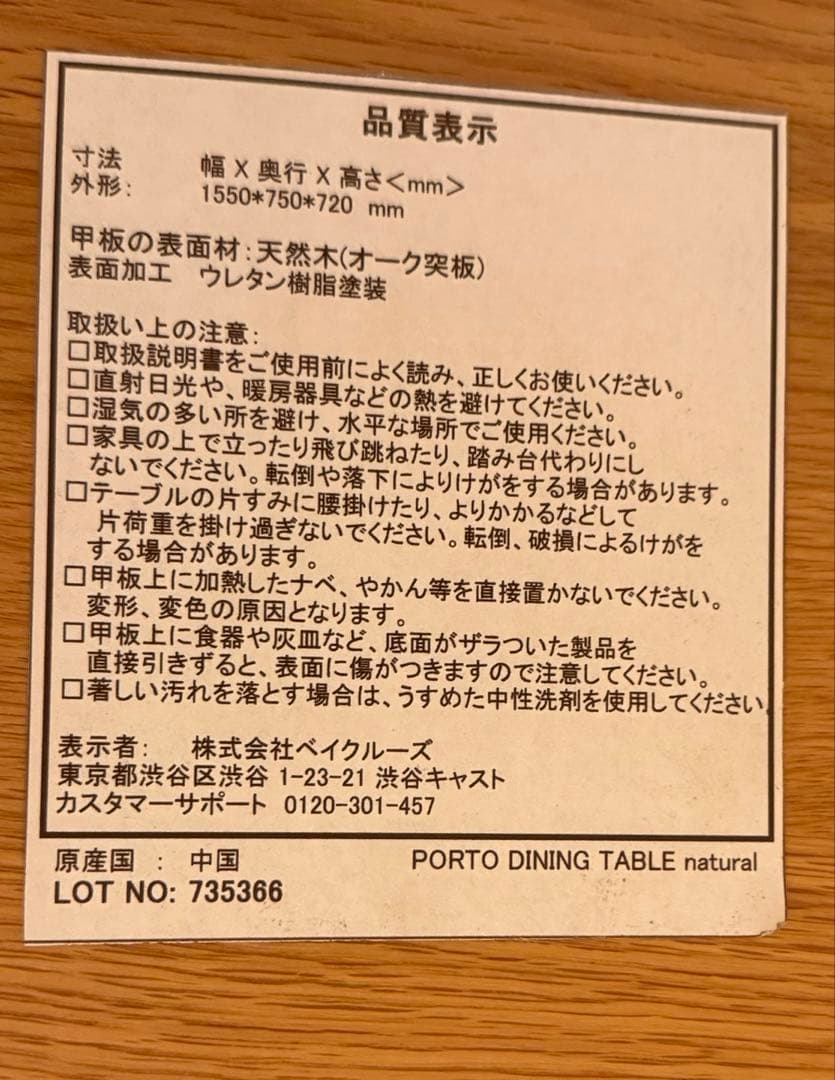 品質表示
寸法 幅 X 奥行 X 高さ<mm>
外形: 1550*750*720 mm
甲板の表面材:天然木(オーク突板)
表面加工 ウレタン樹脂塗装
取扱い上の注意:
□取扱説明書をご使用前によく読み、正しくお使いください。
□直射日光や、暖房器具などの熱を避けてください。
□湿気の多い所を避け、水平な場所でご使用ください。
□家具の上で立ったり飛び跳ねたり、踏み台代わりにし
ないでください。転倒や落下によりけがをする場合があります。
□テーブルの片すみに腰掛けたり、よりかかるなどして
片荷重を掛け過ぎないでください。転倒、破損によるけがを
する場合があります。
□甲板上に加熱したナベ、やかん等を直接置かないでください。
変形、変色の原因となります。
□甲板上に食器や灰皿など、底面がザラついた製品を
直接引きずると、表面に傷がつきますので注意してください。
□著しい汚れを落とす場合は、うすめた中性洗剤を使用してください。
表示者: 株式会社ベイクルーズ
東京都渋谷区渋谷 1-23-21 渋谷キャスト
カスタマーサポート 0120-301-457
原産国 : 中国 PORTO DINING TABLE natural
LOT NO: 735366